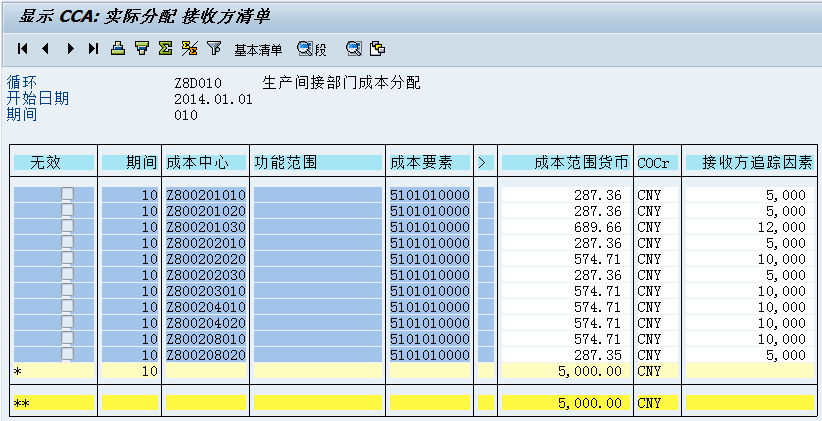 显示 CCA: 实际分配 接收方清单
基本清单 段
循环 Z8D010 生产间接部门成本分配
开始日期 2014.01.01
期间 010
无效 期间 成本中心 功能范围 成本要素 > 成本范围货币 COCr 接收方追踪因素
10 Z800201010 5101010000 287.36 CNY 5,000
10 Z800201020 5101010000 287.36 CNY 5,000
10 Z800201030 5101010000 689.66 CNY 12,000
10 Z800202010 5101010000 287.36 CNY 5,000
10 Z800202020 5101010000 574.71 CNY 10,000
10 Z800202030 5101010000 287.36 CNY 5,000
10 Z800203010 5101010000 574.71 CNY 10,000
10 Z800204010 5101010000 574.71 CNY 10,000
10 Z800204020 5101010000 574.71 CNY 10,000
10 Z800208010 5101010000 574.71 CNY 10,000
10 Z800208020 5101010000 287.35 CNY 5,000
* 10 5,000.00 CNY
** 5,000.00 CNY